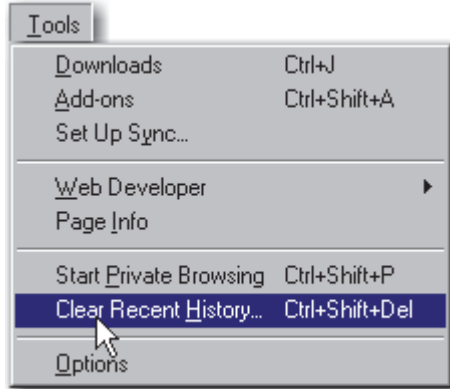 Tools
Downloads Ctrl+J
Add-ons Ctrl+Shift+A
Set Up Sync...
Web Developer
Page Info
Start Private Browsing Ctrl+Shift+P
Clear Recent History... Ctrl+Shift+Del
Options